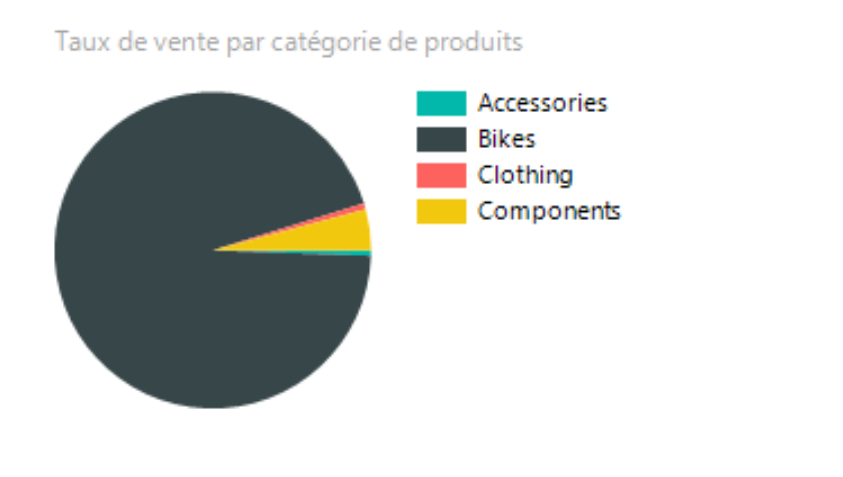 Taux de vente par catégorie de produits
Accessories
Bikes
Clothing
Components